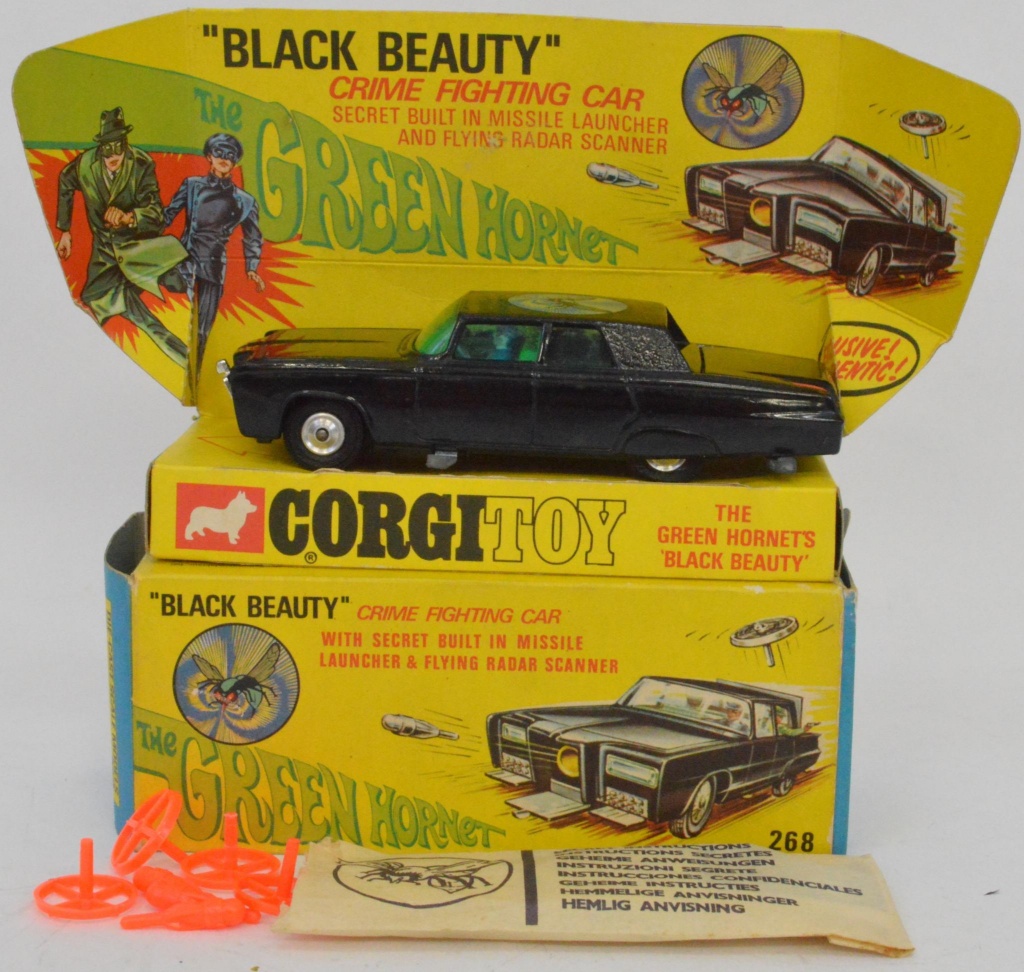 "BLACK BEAUTY"
CRIME FIGHTING CAR
SECRET BUILT IN MISSILE LAUNCHER
AND FLYING RADAR SCANNER
THE
GREEN HORNET
CORGI TOY
®
THE
GREEN HORNET'S
'BLACK BEAUTY'
"BLACK BEAUTY" CRIME FIGHTING CAR
WITH SECRET BUILT IN MISSILE
LAUNCHER & FLYING RADAR SCANNER
THE
GREEN HORNET
268
INSTRUCTIONS SECRETES
GEHEIME ANWEISUNGEN
INSTRUZIONI SEGRETE
INSTRUCCIONES CONFIDENCIALES
GEHEIME INSTRUCTIES
HEMMELIGE ANVISNINGER
HEMLIG ANVISNING